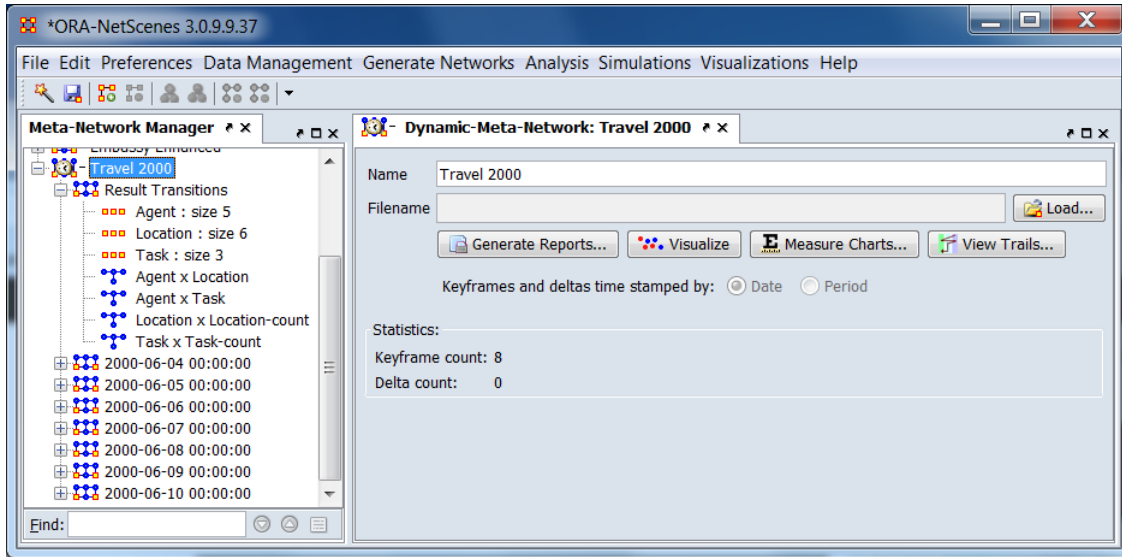 *ORA-NetScenes 3.0.9.9.37
File Edit Preferences Data Management Generate Networks Analysis Simulations Visualizations Help
Meta-Network Manager
Embassy Enhanced
Travel 2000
Result Transitions
Agent : size 5
Location : size 6
Task : size 3
Agent x Location
Agent x Task
Location x Location-count
Task x Task-count
2000-06-04 00:00:00
2000-06-05 00:00:00
2000-06-06 00:00:00
2000-06-07 00:00:00
2000-06-08 00:00:00
2000-06-09 00:00:00
2000-06-10 00:00:00
Find:
Dynamic-Meta-Network: Travel 2000
Name Travel 2000
Filename Load...
Generate Reports... Visualize Measure Charts... View Trails...
Keyframes and deltas time stamped by: Date Period
Statistics:
Keyframe count: 8
Delta count: 0